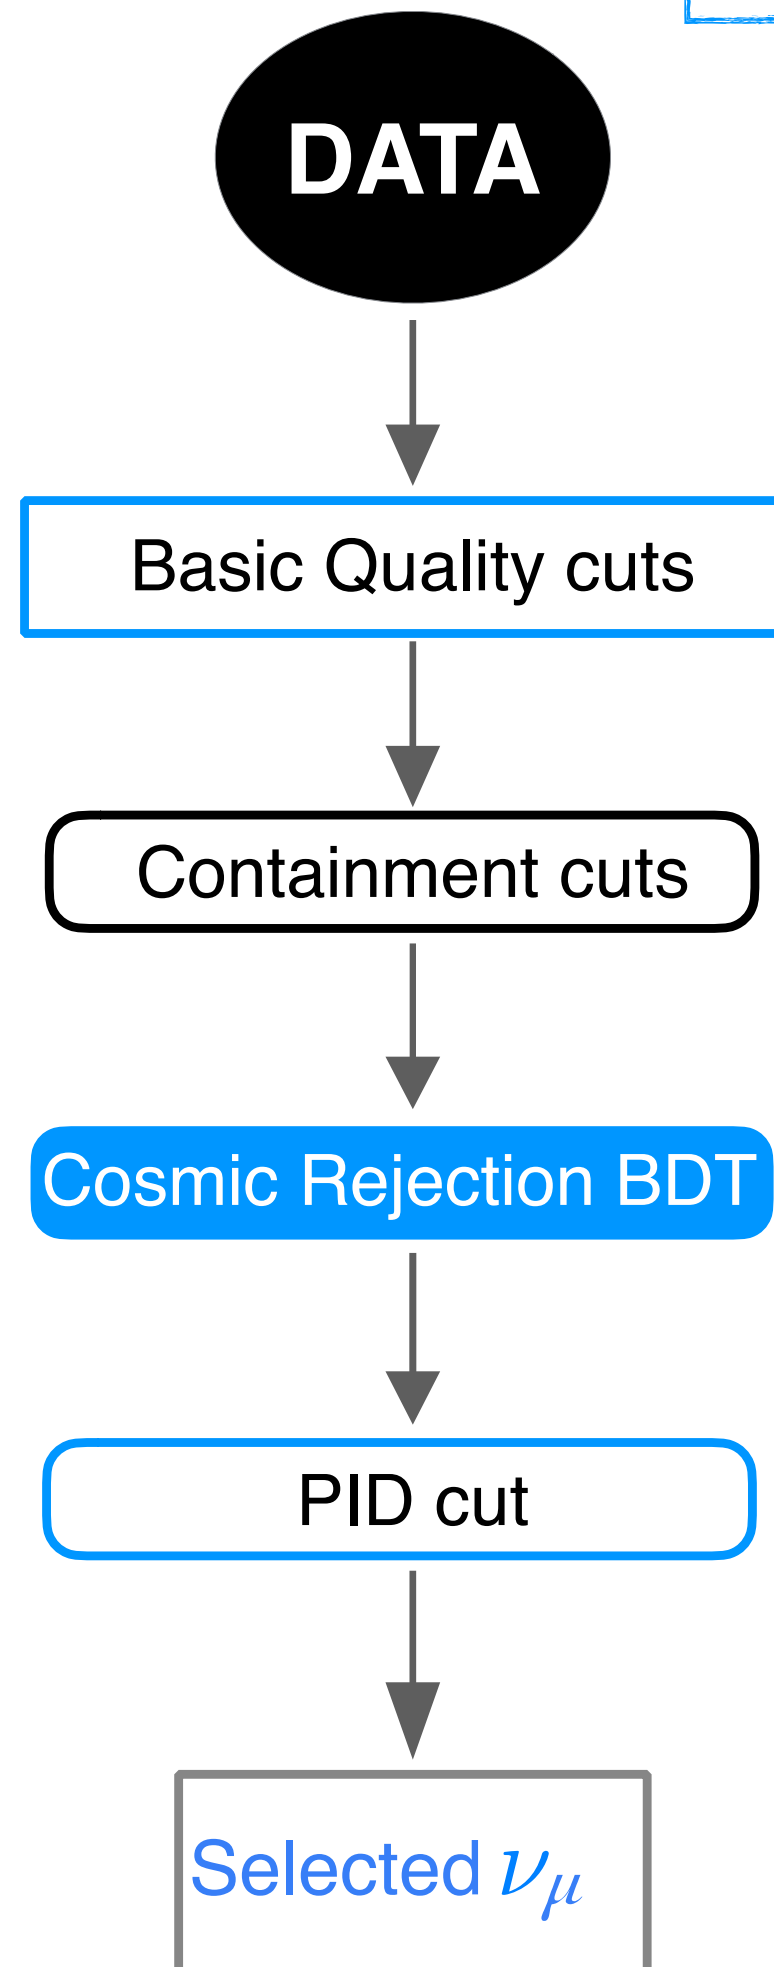 DATA
Basic Quality cuts
Containment cuts
Cosmic Rejection BDT
PID cut
Selected νμ